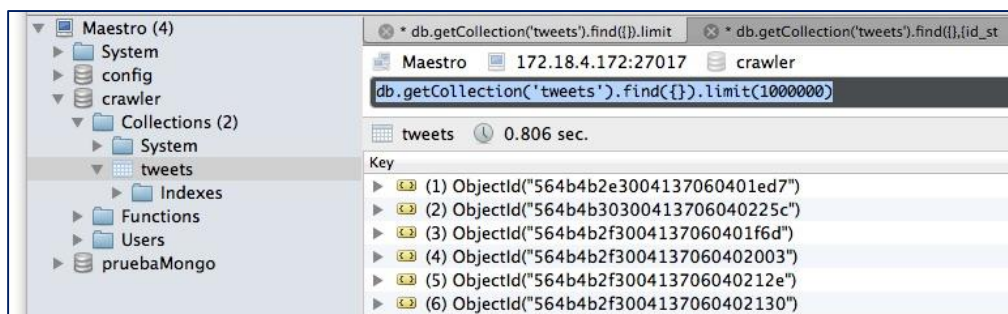 Maestro (4)
System
config
crawler
Collections (2)
System
tweets
Indexes
Functions
Users
pruebaMongo
* db.getCollection('tweets').find({}).limit
* db.getCollection('tweets').find({},{id_st
Maestro 172.18.4.172:27017 crawler
db.getCollection('tweets').find({}).limit(1000000)
tweets 0.806 sec.
Key
(1) ObjectId("564b4b2e3004137060401ed7")
(2) ObjectId("564b4b30300413706040225c")
(3) ObjectId("564b4b2f3004137060401f6d")
(4) ObjectId("564b4b2f3004137060402003")
(5) ObjectId("564b4b2f300413706040212e")
(6) ObjectId("564b4b2f3004137060402130")